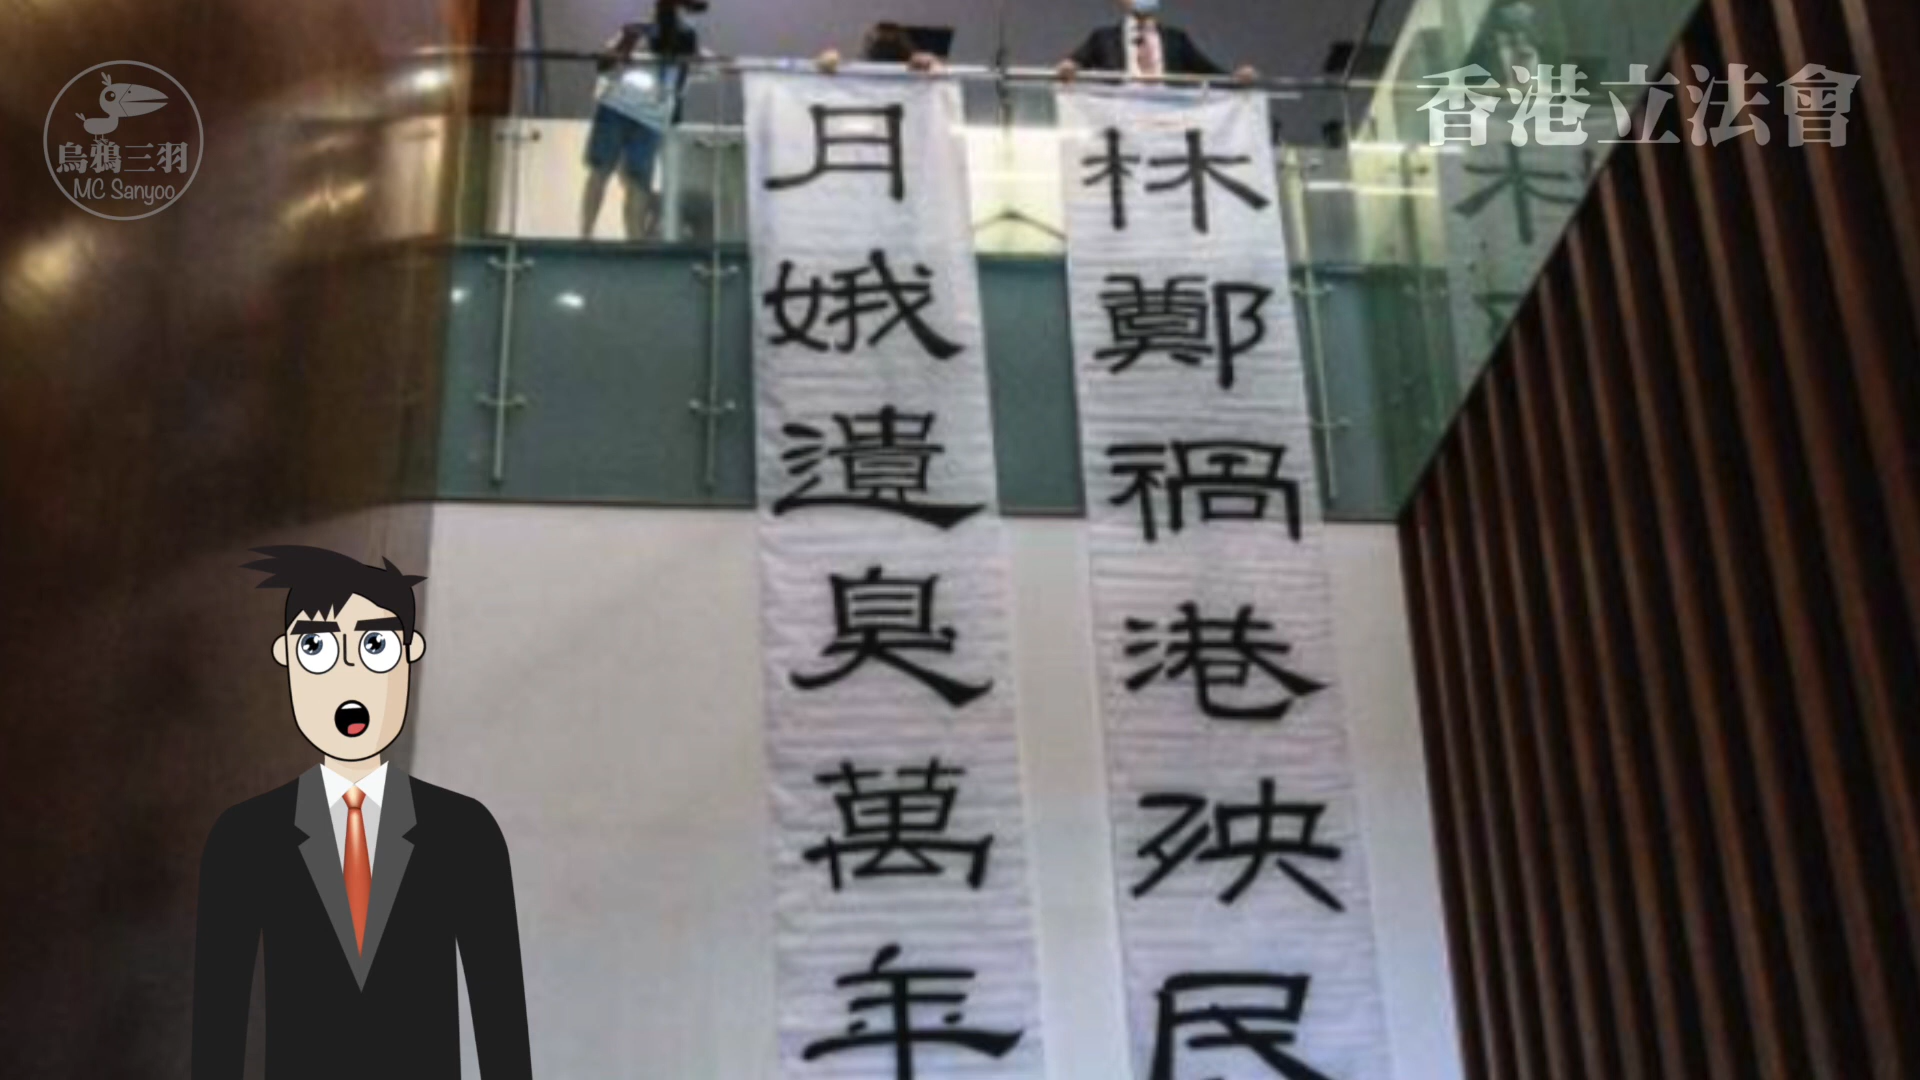 烏鴉三羽
MC Sanyoo
香港立法會
林鄭禍港殃民
月娥遺臭萬年